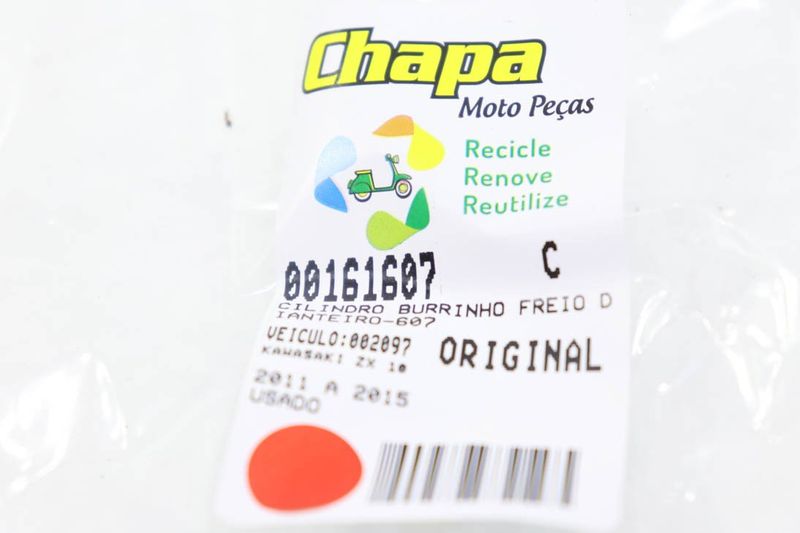 Chapa
Moto Peças
Recicle
Renove
Reutilize
00161607 C
CILINDRO BURRINHO FREIO D
IANTEIRO-607
VEICULO:002097 ORIGINAL
KAWASAKI ZX 10
2011 A 2015
USADO